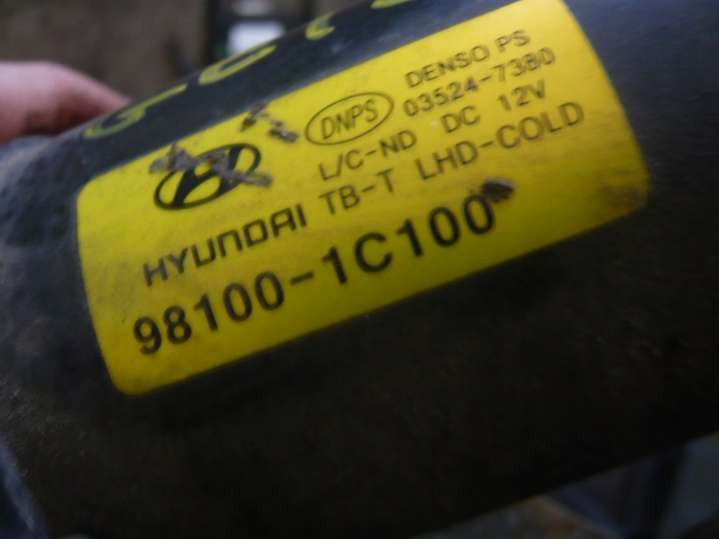 DENSO PS
DNPS 03524-7380
L/C-ND DC 12V
HYUNDAI TB-T LHD-COLD
98100-1C100